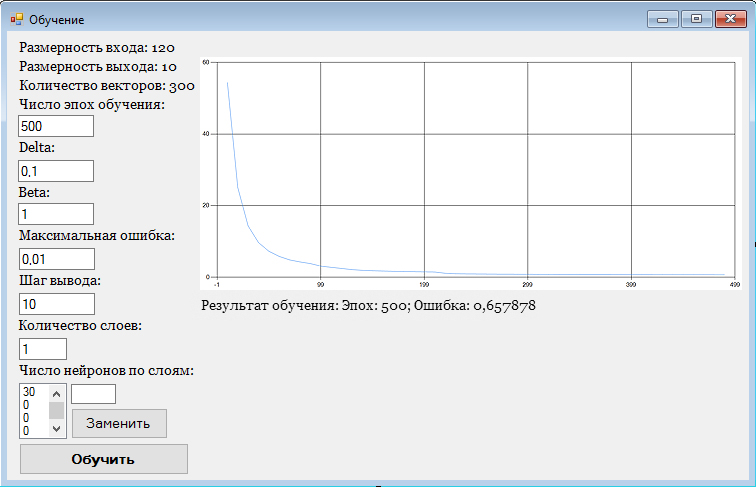 Обучение
Размерность входа: 120
Размерность выхода: 10
Количество векторов: 300
Число эпох обучения:
500
Delta:
0,1
Beta:
1
Максимальная ошибка:
0,01
Шаг вывода:
10
Количество слоев:
1
Число нейронов по слоям:
30
0
0
0
Заменить
Обучить
60
40
20
0
-1 99 199 299 399 499
Результат обучения: Эпох: 500; Ошибка: 0,657878